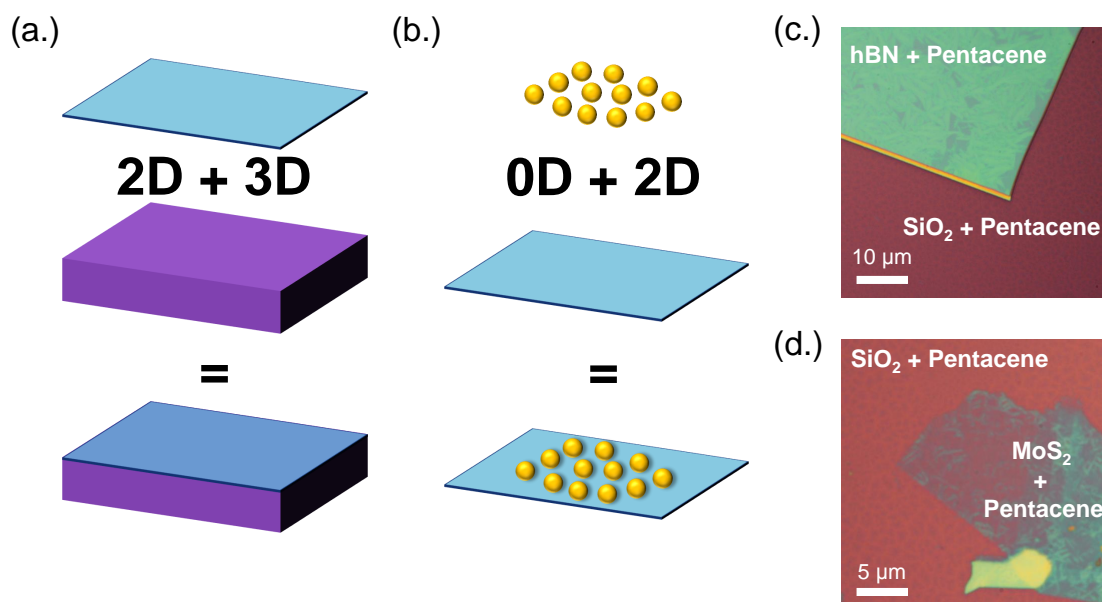 (a.)
2D + 3D
=
(b.)
0D + 2D
=
(c.)
hBN + Pentacene
SiO₂ + Pentacene
10 µm
(d.)
SiO₂ + Pentacene
MoS₂
+
Pentacene
5 µm